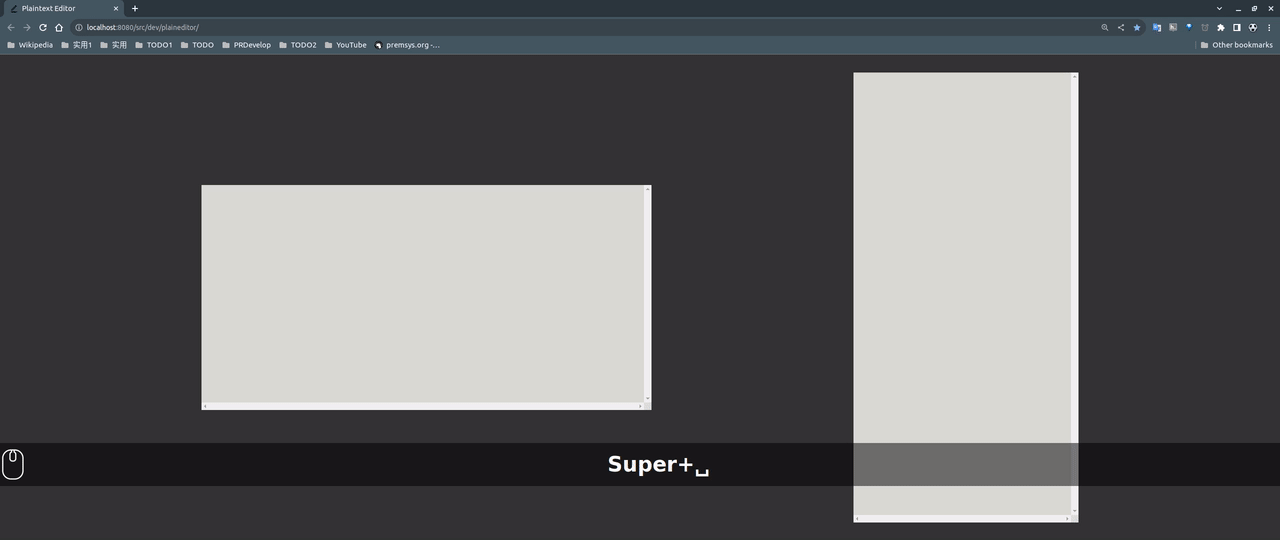 Plaintext Editor
localhost:8080/src/dev/plaineditor/
Wikipedia 实用1 实用 TODO1 TODO PRDevelop TODO2 YouTube premsys.org -... Other bookmarks
Super+␣